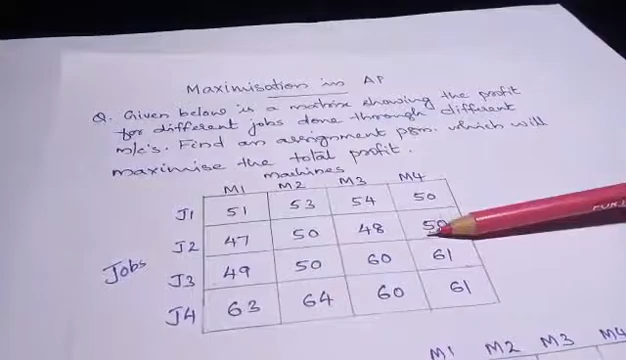 Maximisation in AP
Q. Given below is a matrix showing the profit
for different jobs done through different
m/c's. Find an assignment pgm. which will
maximise the total profit.
machines
M1 M2 M3 M4
J1 51 53 54 50
J2 47 50 48 50
Jobs
J3 49 50 60 61
J4 63 64 60 61
M1 M2 M3 M4